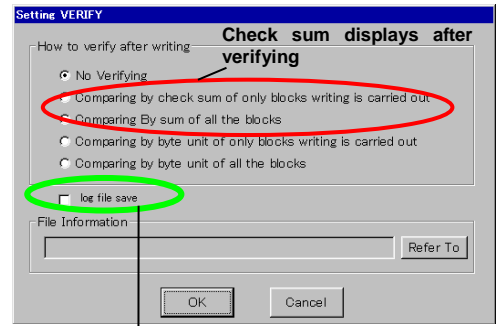 Setting VERIFY
Check sum displays after
verifying
How to verify after writing
No Verifying
Comparing by check sum of only blocks writing is carried out
Comparing By sum of all the blocks
Comparing by byte unit of only blocks writing is carried out
Comparing by byte unit of all the blocks
log file save
File Information
Refer To
OK
Cancel